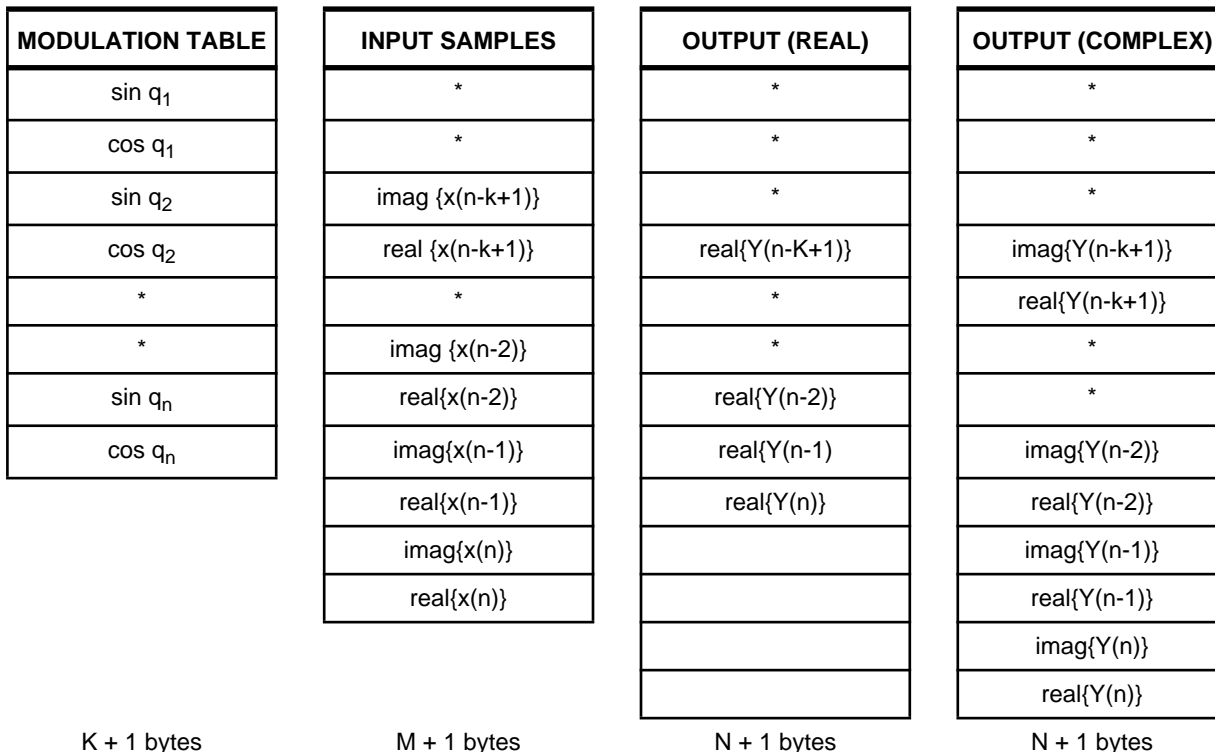 MODULATION TABLE
sin q1
cos q1
sin q2
cos q2
*
*
sin qn
cos qn
K + 1 bytes
INPUT SAMPLES
*
*
imag {x(n-k+1)}
real {x(n-k+1)}
*
imag {x(n-2)}
real{x(n-2)}
imag{x(n-1)}
real{x(n-1)}
imag{x(n)}
real{x(n)}
M + 1 bytes
OUTPUT (REAL)
*
*
*
real{Y(n-K+1)}
*
*
real{Y(n-2)}
real{Y(n-1)
real{Y(n)}
N + 1 bytes
OUTPUT (COMPLEX)
*
*
*
imag{Y(n-k+1)}
real{Y(n-k+1)}
*
*
imag{Y(n-2)}
real{Y(n-2)}
imag{Y(n-1)}
real{Y(n-1)}
imag{Y(n)}
real{Y(n)}
N + 1 bytes